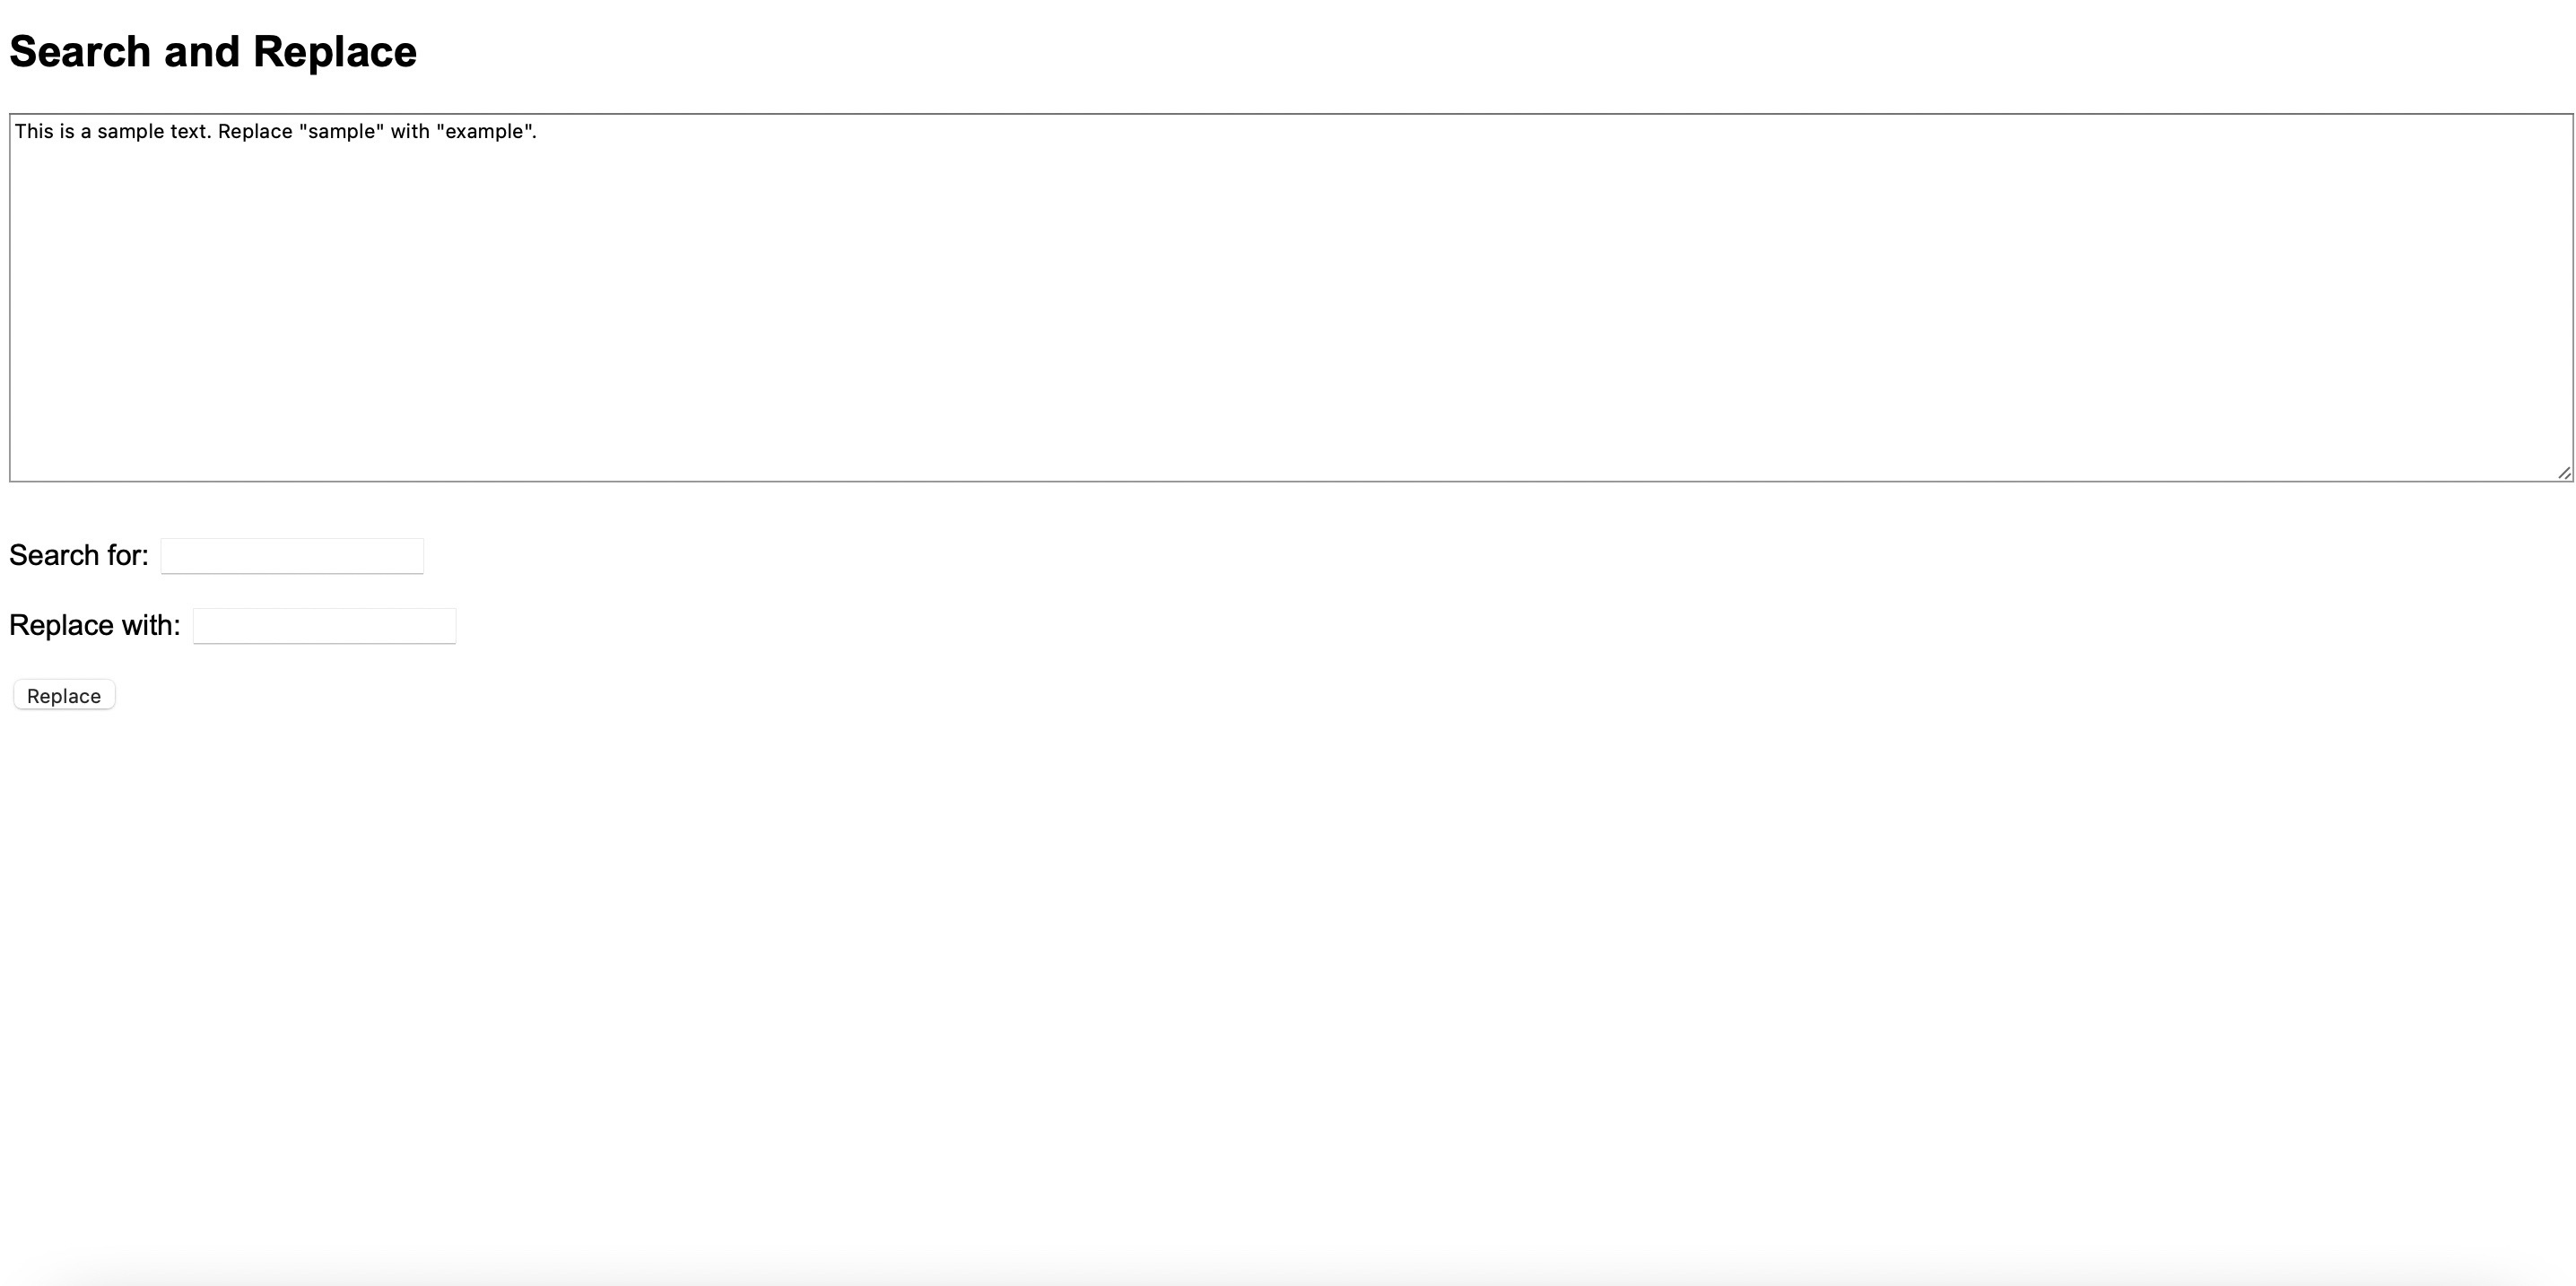 Search and Replace
This is a sample text. Replace "sample" with "example".
Search for:
Replace with:
Replace